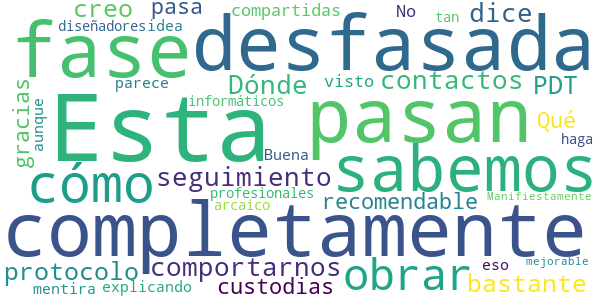 creo pasa compartidas No tan dice
diseñadores idea
fase desfasada
parece visto contactos PDT
Dónde
gracias aunque informáticos Qué
Esta pasan
Buena haga
cómo seguimiento sabemos
profesionales recomendable Manifiestamente
arcaico
completamente
protocolo comportarnos obrar eso mejorable
mentira explicando custodias bastante